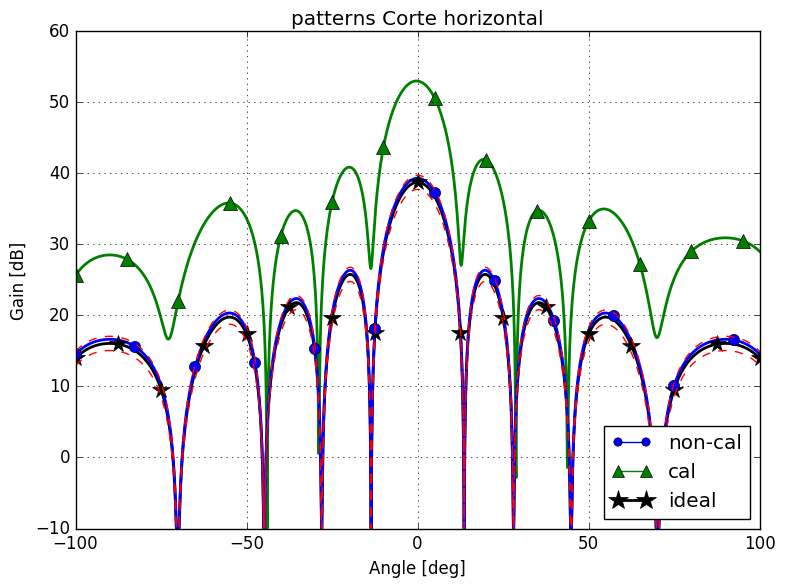 patterns Corte horizontal
60
50
40
30
20
10
0
−10
Gain [dB]
non-cal
cal
ideal
−100
−50
0
50
100
Angle [deg]